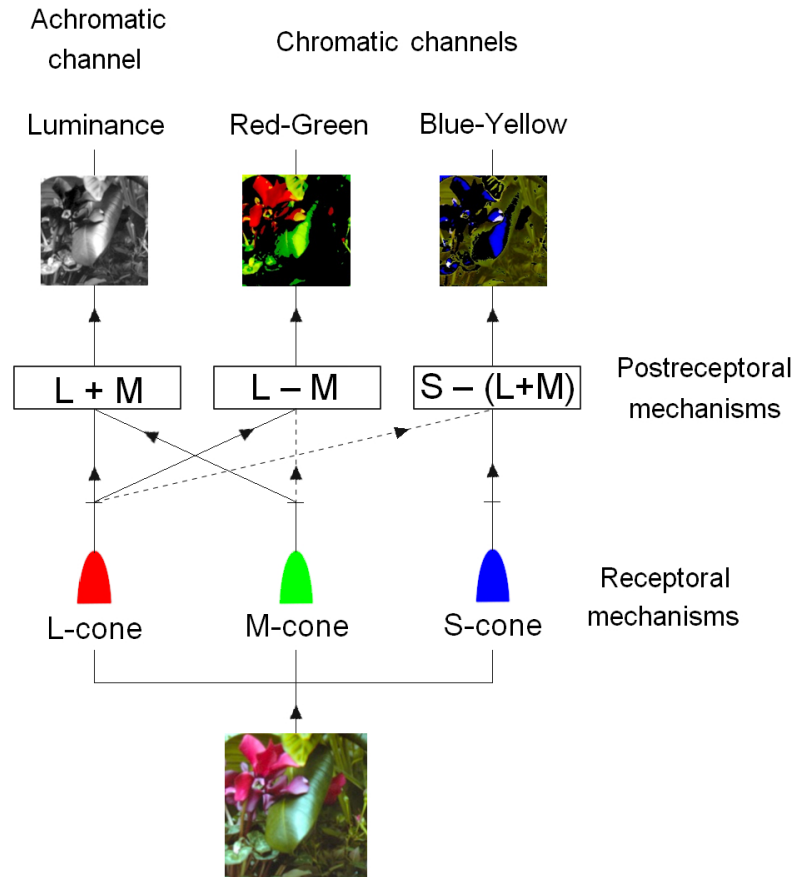 Achromatic
channel
Chromatic channels
Luminance
Red-Green
Blue-Yellow
L + M
L – M
S – (L+M)
Postreceptoral
mechanisms
L-cone
M-cone
S-cone
Receptoral
mechanisms